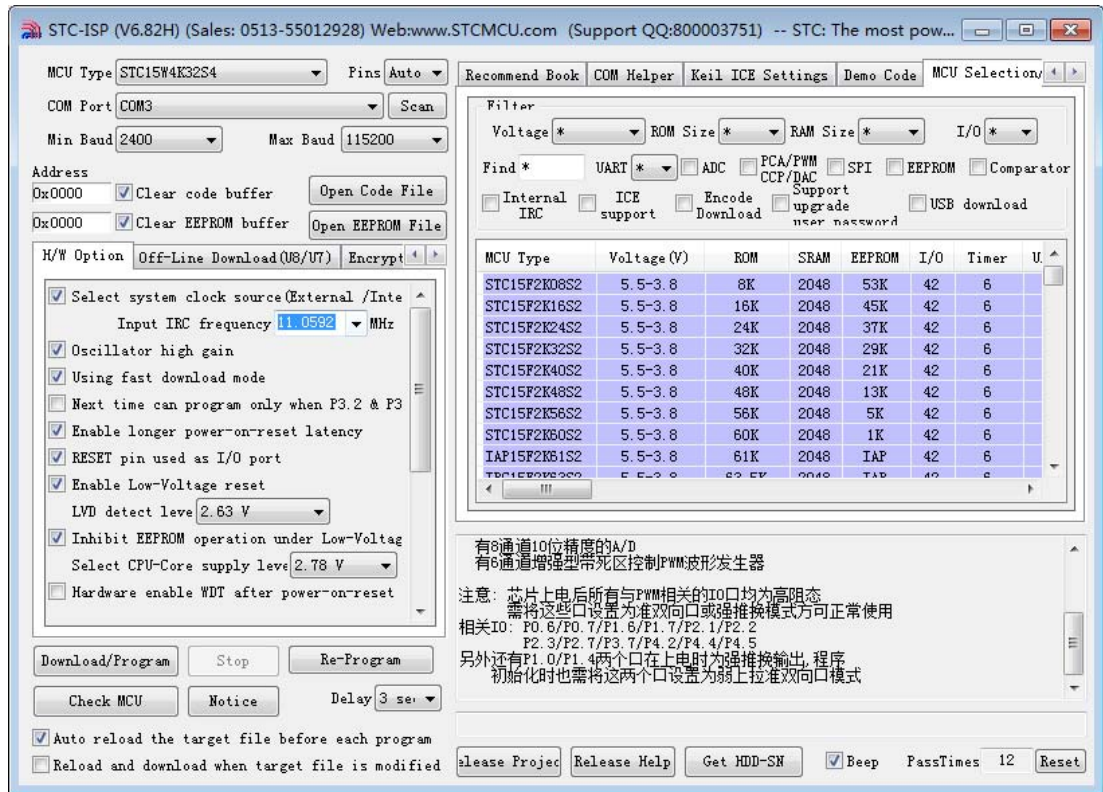 STC-ISP (V6.82H) (Sales: 0513-55012928) Web:www.STCMCU.com (Support QQ:800003751) -- STC: The most pow...
MCU Type STC15W4K32S4 Pins Auto
COM Port COM3 Scan
Min Baud 2400 Max Baud 115200
Address
0x0000 Clear code buffer Open Code File
0x0000 Clear EEPROM buffer Open EEPROM File
H/W Option Off-Line Download(U8/U7) Encrypt
Select system clock source(External /Inte
Input IRC frequency 11.0592 MHz
Oscillator high gain
Using fast download mode
Next time can program only when P3.2 & P3
Enable longer power-on-reset latency
RESET pin used as I/O port
Enable Low-Voltage reset
LVD detect leve 2.63 V
Inhibit EEPROM operation under Low-Voltag
Select CPU-Core supply leve 2.78 V
Hardware enable WDT after power-on-reset
Download/Program Stop Re-Program
Check MCU Notice Delay 3 se
Auto reload the target file before each program
Reload and download when target file is modified
Recommend Book COM Helper Keil ICE Settings Demo Code MCU Selection/
Filter
Voltage * ROM Size * RAM Size * I/O *
Find * UART * ADC PCA/PWM CCP/DAC SPI EEPROM Comparator
Internal IRC ICE support Encode Download Support upgrade user password USB download
MCU Type Voltage(V) ROM SRAM EEPROM I/O Timer U
STC15F2K08S2 5.5-3.8 8K 2048 53K 42 6
STC15F2K16S2 5.5-3.8 16K 2048 45K 42 6
STC15F2K24S2 5.5-3.8 24K 2048 37K 42 6
STC15F2K32S2 5.5-3.8 32K 2048 29K 42 6
STC15F2K40S2 5.5-3.8 40K 2048 21K 42 6
STC15F2K48S2 5.5-3.8 48K 2048 13K 42 6
STC15F2K56S2 5.5-3.8 56K 2048 5K 42 6
STC15F2K60S2 5.5-3.8 60K 2048 1K 42 6
IAP15F2K61S2 5.5-3.8 61K 2048 IAP 42 6
IRC15F2K63S2 5.5-3.8 63.5K 2048 IAP 42 6
有8通道10位精度的A/D
有6通道增强型带死区控制PWM波形发生器
注意: 芯片上电后所有与PWM相关的IO口均为高阻态
需将这些口设置为准双向口或强推挽模式方可正常使用
相关IO: P0.6/P0.7/P1.6/P1.7/P2.1/P2.2
P2.3/P2.7/P3.7/P4.2/P4.4/P4.5
另外还有P1.0/P1.4两个口在上电时为强推挽输出,程序
初始化时也需将这两个口设置为弱上拉准双向口模式
elease Projec Release Help Get HDD-SN Beep PassTimes 12 Reset